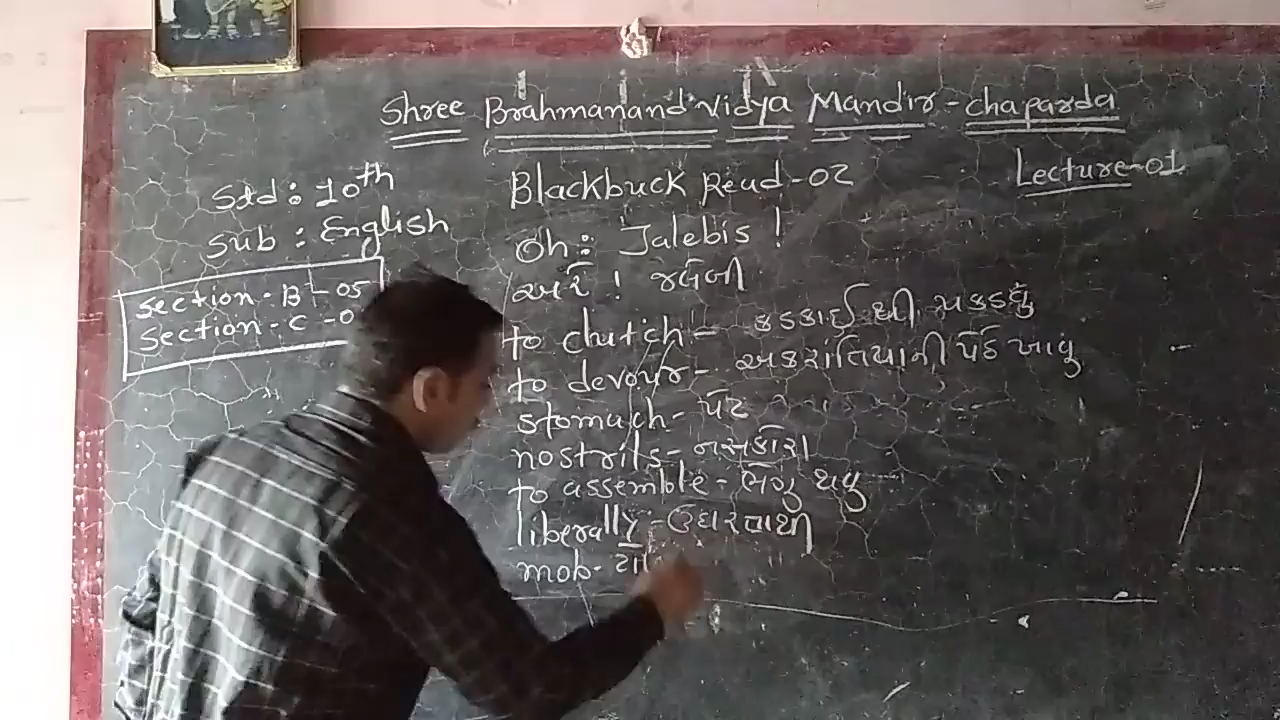 Shree Brahmanand Vidya Mandir - chaparda
Lecture-01
Std : 10th
Sub : English
Section - B - 05
Section - C - 0
Blackbuck Read-02
Oh : Jalebis !
અરે ! જલેબી
to clutch - કડકાઈથી પકડવું
to devour - અકરાંતિયાની પેઠે ખાવુ
stomach - પેટ
nostrils - નસકોરા
to assemble - ભેગુ થવુ
liberally - ઉદારતાથી
mob - ટો